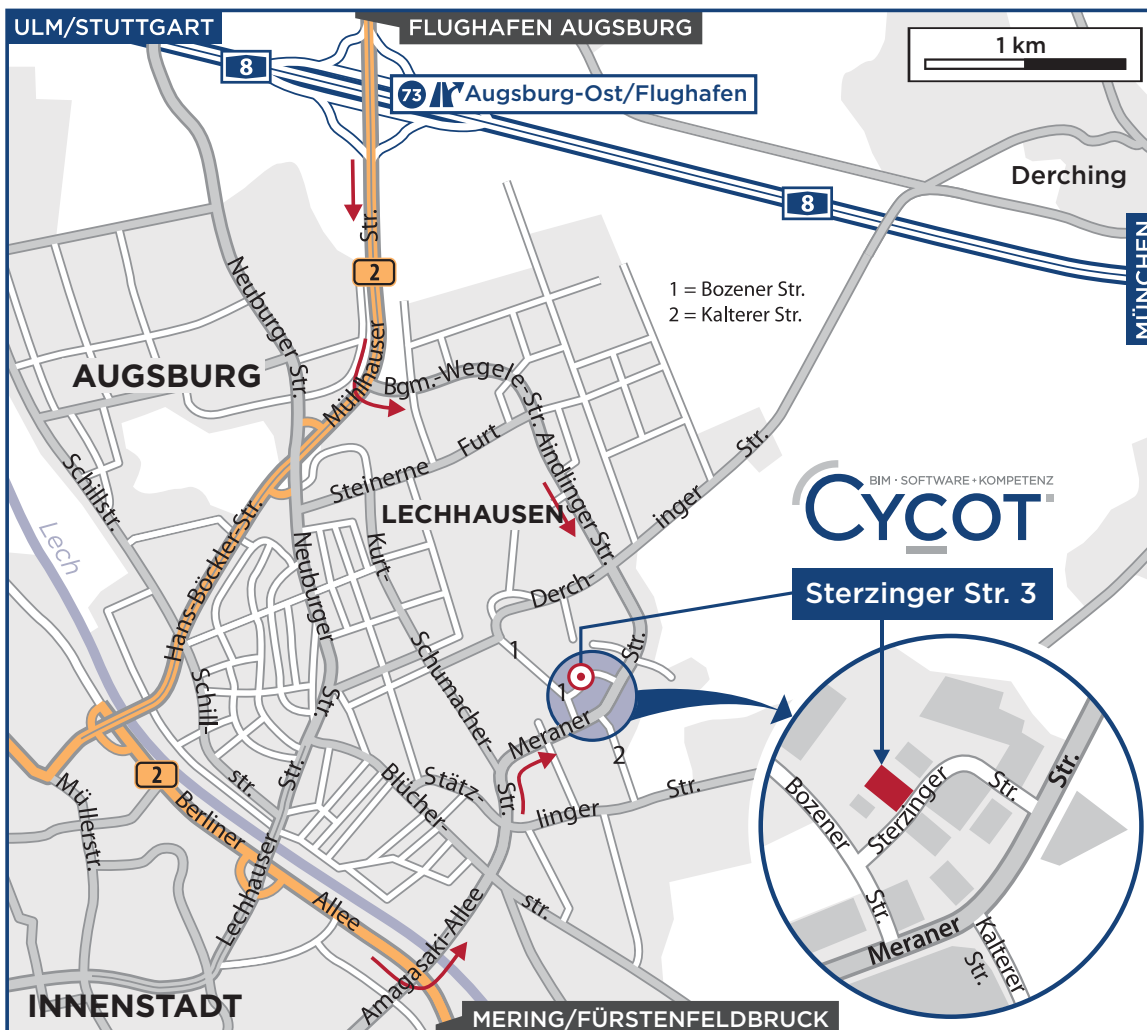 ULM/STUTTGART
FLUGHAFEN AUGSBURG
1 km
8
73 Augsburg-Ost/Flughafen
Derching
8
MÜNCHEN
Str.
2
1 = Bozener Str.
2 = Kalterer Str.
Neuburger Str.
AUGSBURG
Mühlhauser
Bgm.-Wegele-Str.
Schillstr.
Steinerne Furt
Aindlinger Str.
Derch-
inger
Str.
LECHHAUSEN
BIM · SOFTWARE + KOMPETENZ
CYCOT
Lech
Hans-Böckler-Str.
Neuburger
Str.
Kurt-
Schumacher-
Str.
Sterzinger Str. 3
1
1
2
Meraner
Str.
Schill-
str.
2
Müllerstr.
Berliner
Allee
Lechhauser
Str.
Blücher-
str.
Stätz-
linger
Str.
Amagasaki-Allee
Bozener
Str.
Sterzinger
Str.
Meraner
Str.
Kalterer
Str.
INNENSTADT
MERING/FÜRSTENFELDBRUCK